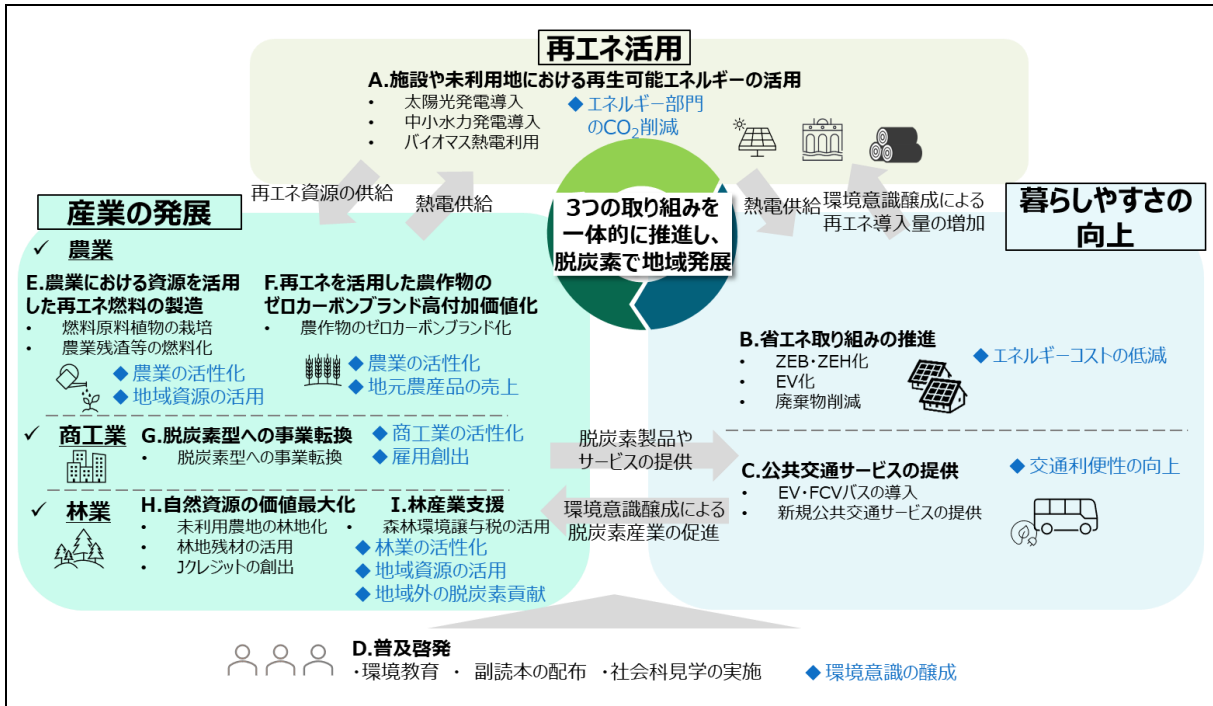 再エネ活用
A.施設や未利用地における再生可能エネルギーの活用
• 太陽光発電導入
• 中小水力発電導入
• バイオマス熱電利用
◆エネルギー部門
のCO₂削減
再エネ資源の供給
熱電供給
3つの取り組みを
一体的に推進し、
脱炭素で地域発展
熱電供給
環境意識醸成による
再エネ導入量の増加
産業の発展
✓ 農業
E.農業における資源を活用
した再エネ燃料の製造
• 燃料原料植物の栽培
• 農業残渣等の燃料化
◆農業の活性化
◆地域資源の活用
F.再エネを活用した農作物の
ゼロカーボンブランド高付加価値化
• 農作物のゼロカーボンブランド化
◆農業の活性化
◆地元農産品の売上
✓ 商工業
G.脱炭素型への事業転換
• 脱炭素型への事業転換
◆商工業の活性化
◆雇用創出
✓ 林業
H.自然資源の価値最大化
• 未利用農地の林地化
• 林地残材の活用
• Jクレジットの創出
I.林産業支援
• 森林環境譲与税の活用
◆林業の活性化
◆地域資源の活用
◆地域外の脱炭素貢献
脱炭素製品や
サービスの提供
環境意識醸成による
脱炭素産業の促進
暮らしやすさの
向上
B.省エネ取り組みの推進
• ZEB・ZEH化
• EV化
• 廃棄物削減
◆エネルギーコストの低減
C.公共交通サービスの提供
• EV・FCVバスの導入
• 新規公共交通サービスの提供
◆交通利便性の向上
D.普及啓発
・環境教育 ・ 副読本の配布 ・社会科見学の実施
◆環境意識の醸成